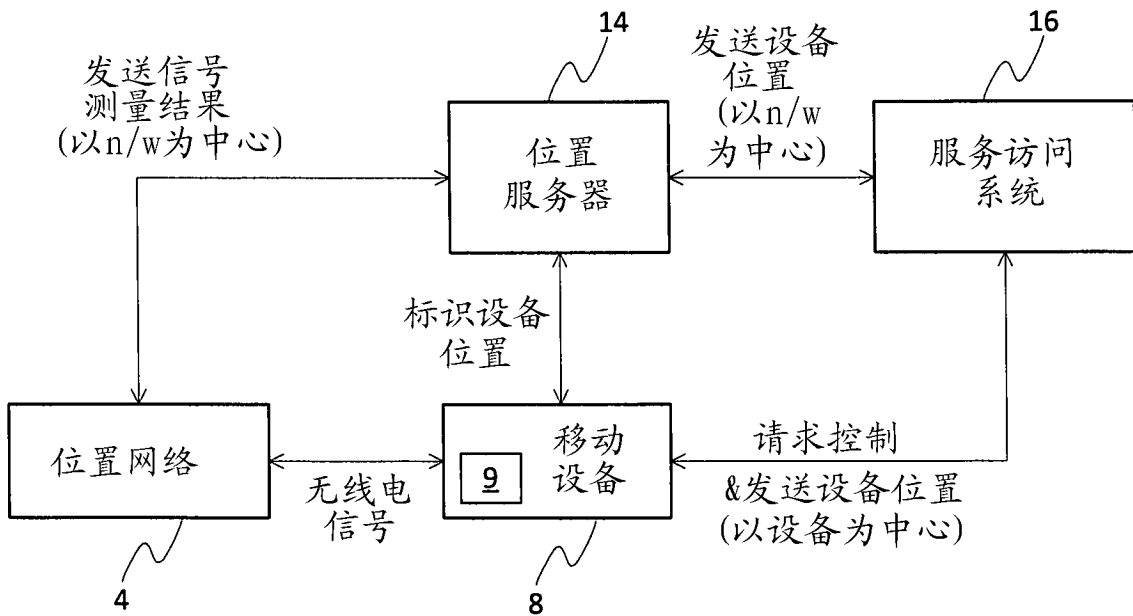 14
16
发送信号
测量结果
(以n/w为中心)
发送设备
位置
(以n/w
为中心)
位置
服务器
服务访问
系统
标识设备
位置
位置网络
无线电
信号
9
移动
设备
请求控制
&发送设备位置
(以设备为中心)
4
8